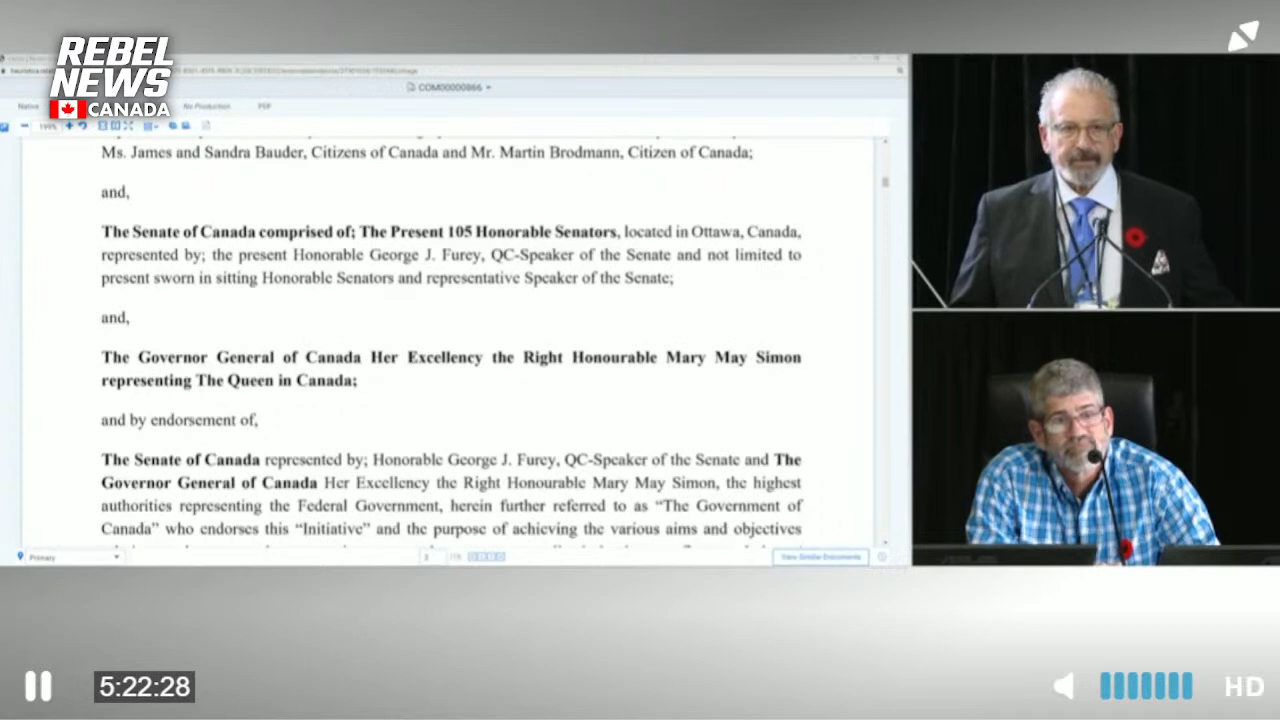 REBEL
NEWS
CANADA
COM00000866
Native
No Production
PDF
199%
Ms. James and Sandra Bauder, Citizens of Canada and Mr. Martin Brodmann, Citizen of Canada;
and,
The Senate of Canada comprised of; The Present 105 Honorable Senators, located in Ottawa, Canada,
represented by; the present Honorable George J. Furey, QC-Speaker of the Senate and not limited to
present sworn in sitting Honorable Senators and representative Speaker of the Senate;
and,
The Governor General of Canada Her Excellency the Right Honourable Mary May Simon
representing The Queen in Canada;
and by endorsement of,
The Senate of Canada represented by; Honorable George J. Furey, QC-Speaker of the Senate and The
Governor General of Canada Her Excellency the Right Honourable Mary May Simon, the highest
authorities representing the Federal Government, herein further referred to as “The Government of
Canada” who endorses this “Initiative” and the purpose of achieving the various aims and objectives
Primary
View Similar Documents
5:22:28
HD